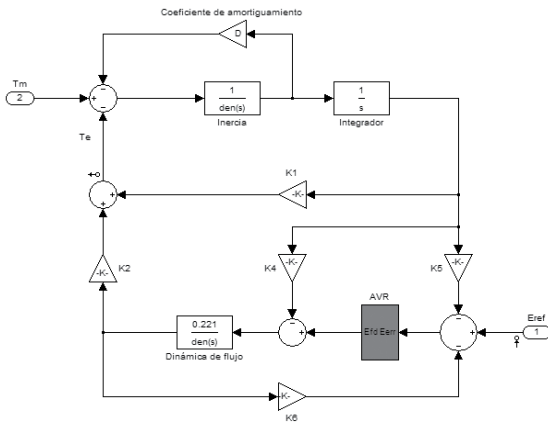 Coeficiente de amortiguamiento
D
Tm
2
1
den(s)
Inercia
1
s
Integrador
Te
K1
-K-
-K-
K2
-K-
K4
-K-
K5
AVR
Efd Eerr
Eref
1
0.221
den(s)
Dinámica de flujo
-K-
K6